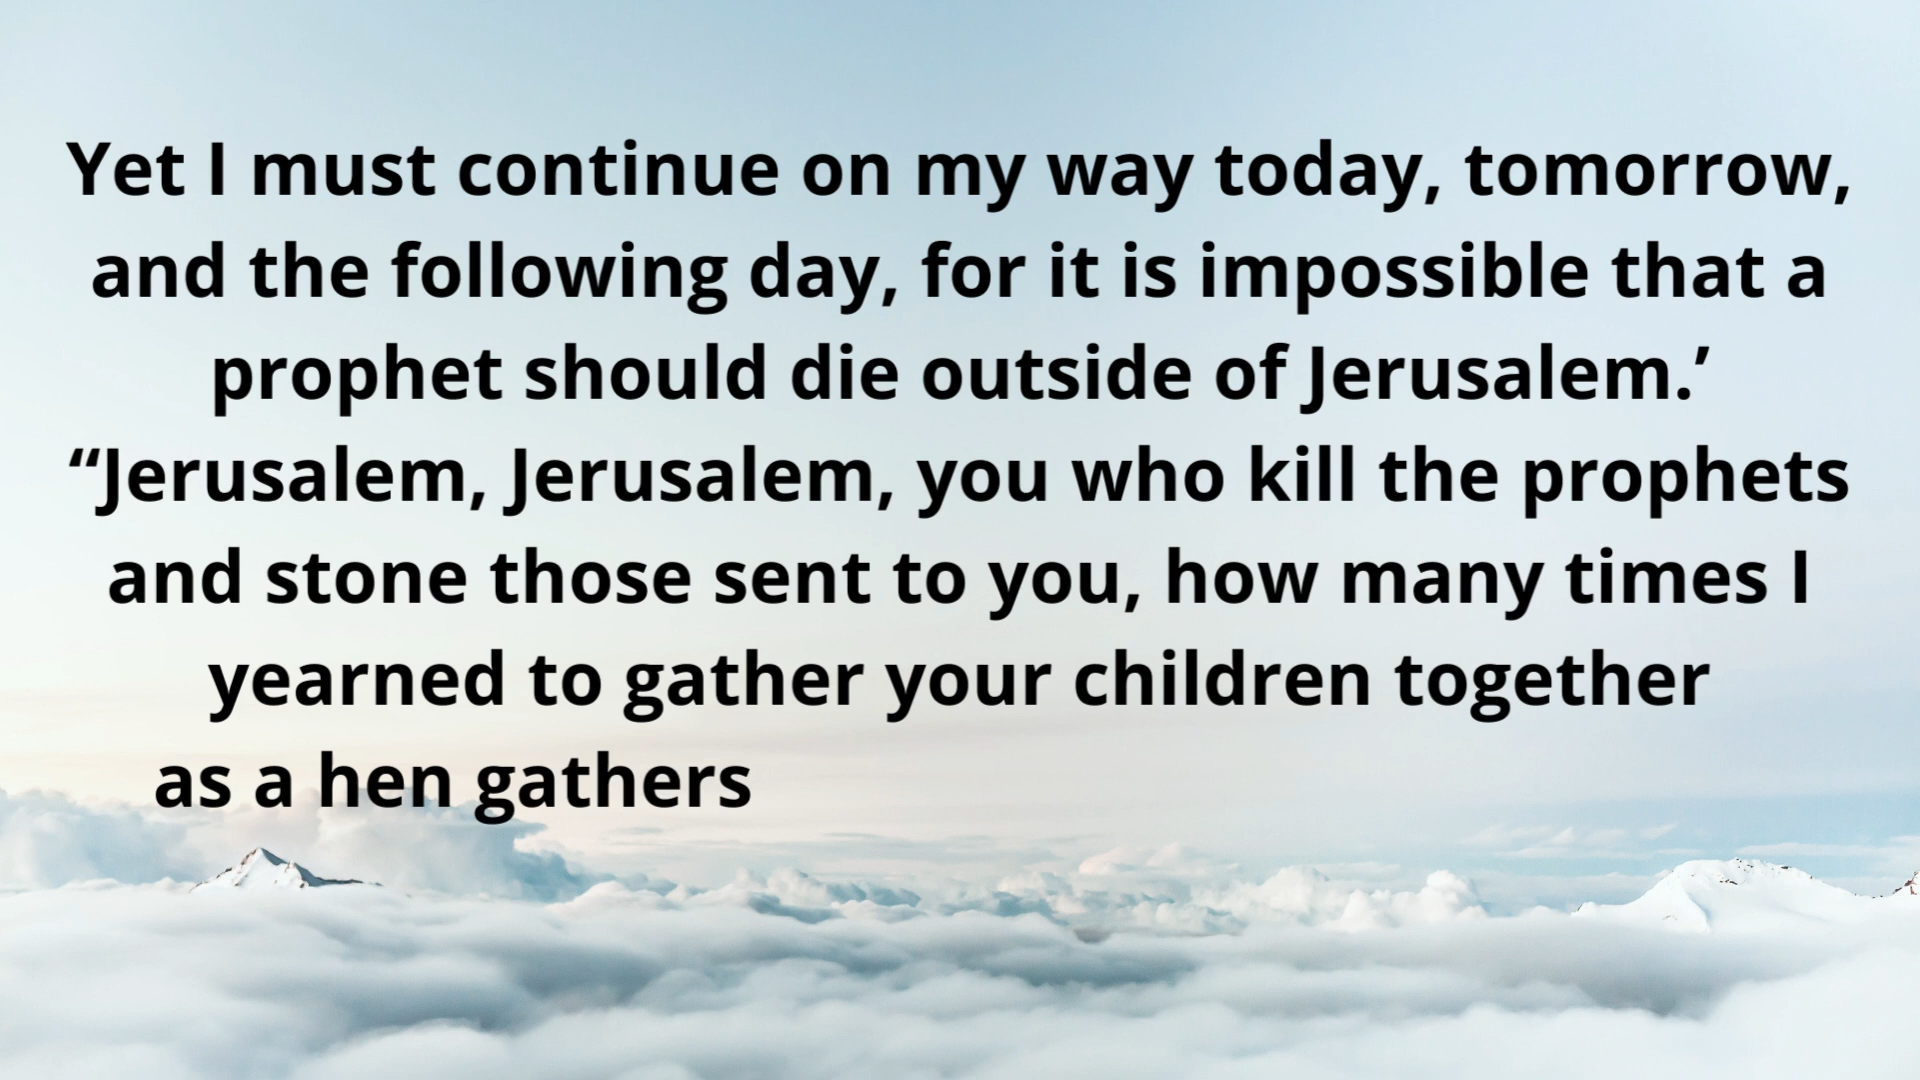 Yet I must continue on my way today, tomorrow,
and the following day, for it is impossible that a
prophet should die outside of Jerusalem.’
“Jerusalem, Jerusalem, you who kill the prophets
and stone those sent to you, how many times I
yearned to gather your children together
as a hen gathers